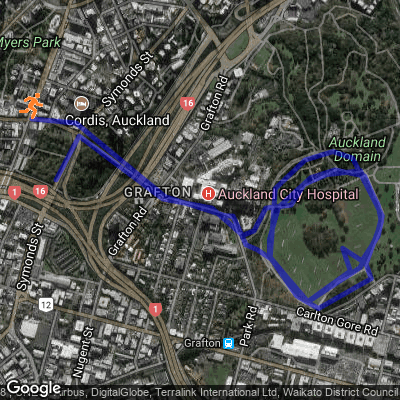 Myers Park
Symonds St
Cordis, Auckland
16
Grafton Rd
Auckland
Domain
GRAFTON
H Auckland City Hospital
1
16
Symonds St
Grafton Rd
12
1
Nugent St
Park Rd
Carlton Gore Rd
Grafton
Google
Airbus, DigitalGlobe, Terralink International Ltd, Waikato District Council